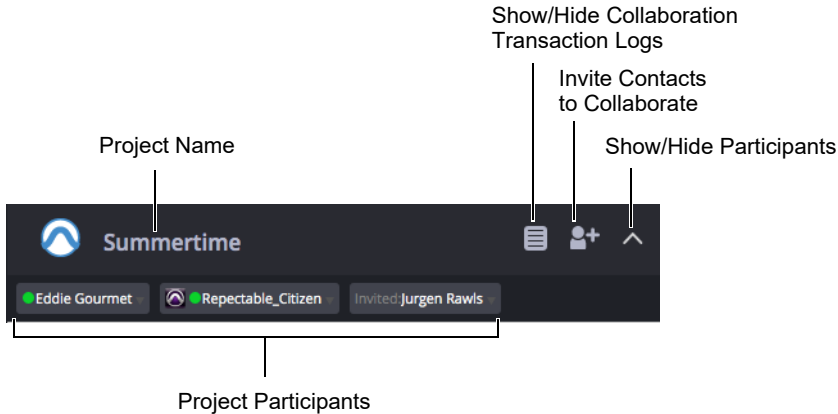 Show/Hide Collaboration
Transaction Logs
Invite Contacts
to Collaborate
Project Name
Show/Hide Participants
Summertime
Eddie Gourmet
Repectable_Citizen
Invited:Jurgen Rawls
Project Participants